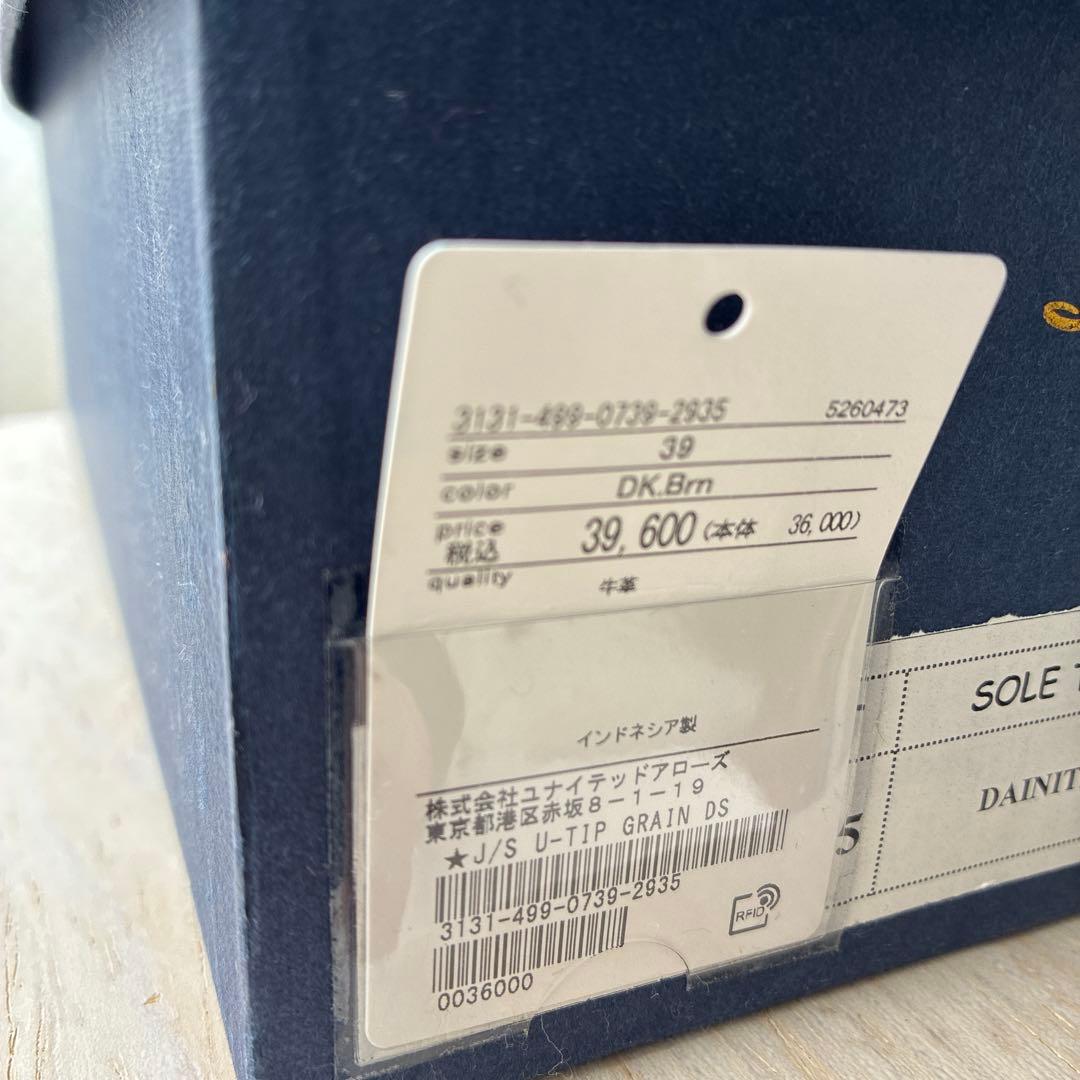 3131-499-0739-2935 5260473
size 39
color DK.Brn
price
税込 39,600 (本体 36,000)
quality 牛革
インドネシア製
株式会社ユナイテッドアローズ
東京都港区赤坂8-1-19
★J/S U-TIP GRAIN DS
3131-499-0739-2935
RFID
0036000
SOLE
DAINIT
5